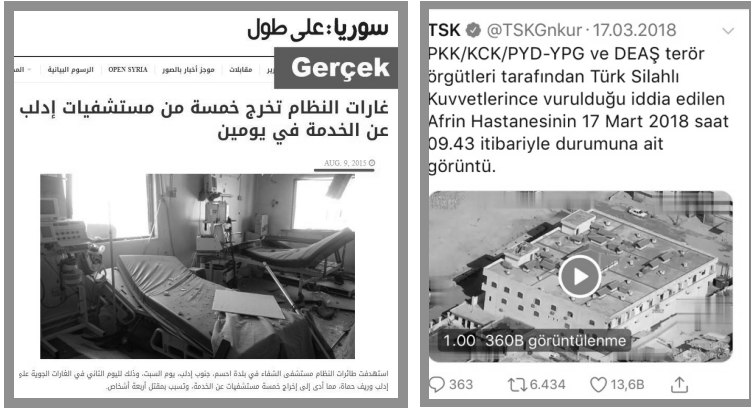 سوريا:على طول
Gerçek
الرسوم البيانية
OPEN SYRIA
موجز أخبار بالصور
مقالات
غارات النظام تخرج خمسة من مستشفيات إدلب
عن الخدمة في يومين
AUG. 9, 2015
استهدفت طائرات النظام مستشفى الشفاء في بلدة احسم، جنوب إدلب، يوم السبت، وذلك لليوم الثاني في الغارات الجوية على
إدلب وريف حماة، مما أدى إلى إخراج خمسة مستشفيات عن الخدمة، وتسبب بمقتل أربعة أشخاص.
TSK @TSKGnkur · 17.03.2018
PKK/KCK/PYD-YPG ve DEAŞ terör
örgütleri tarafından Türk Silahlı
Kuvvetlerince vurulduğu iddia edilen
Afrin Hastanesinin 17 Mart 2018 saat
09.43 itibariyle durumuna ait
görüntü.
1.00 360B görüntülenme
363 6.434 13,6B